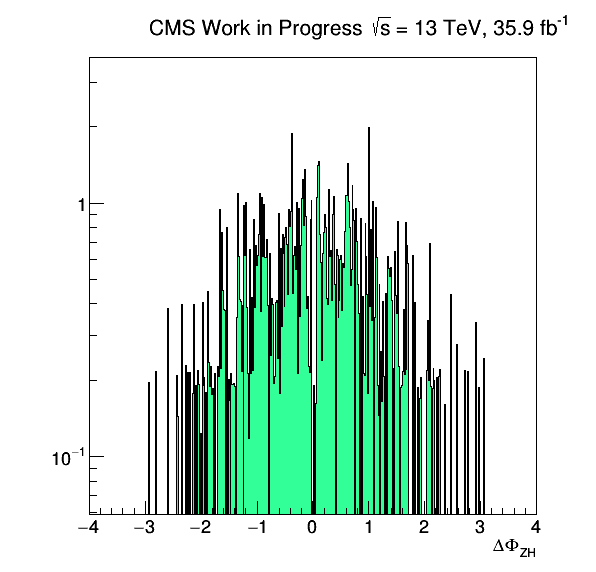 CMS Work in Progress √s = 13 TeV, 35.9 fb⁻¹
1
10⁻¹
−4 −3 −2 −1 0 1 2 3 4
ΔΦ_ZH